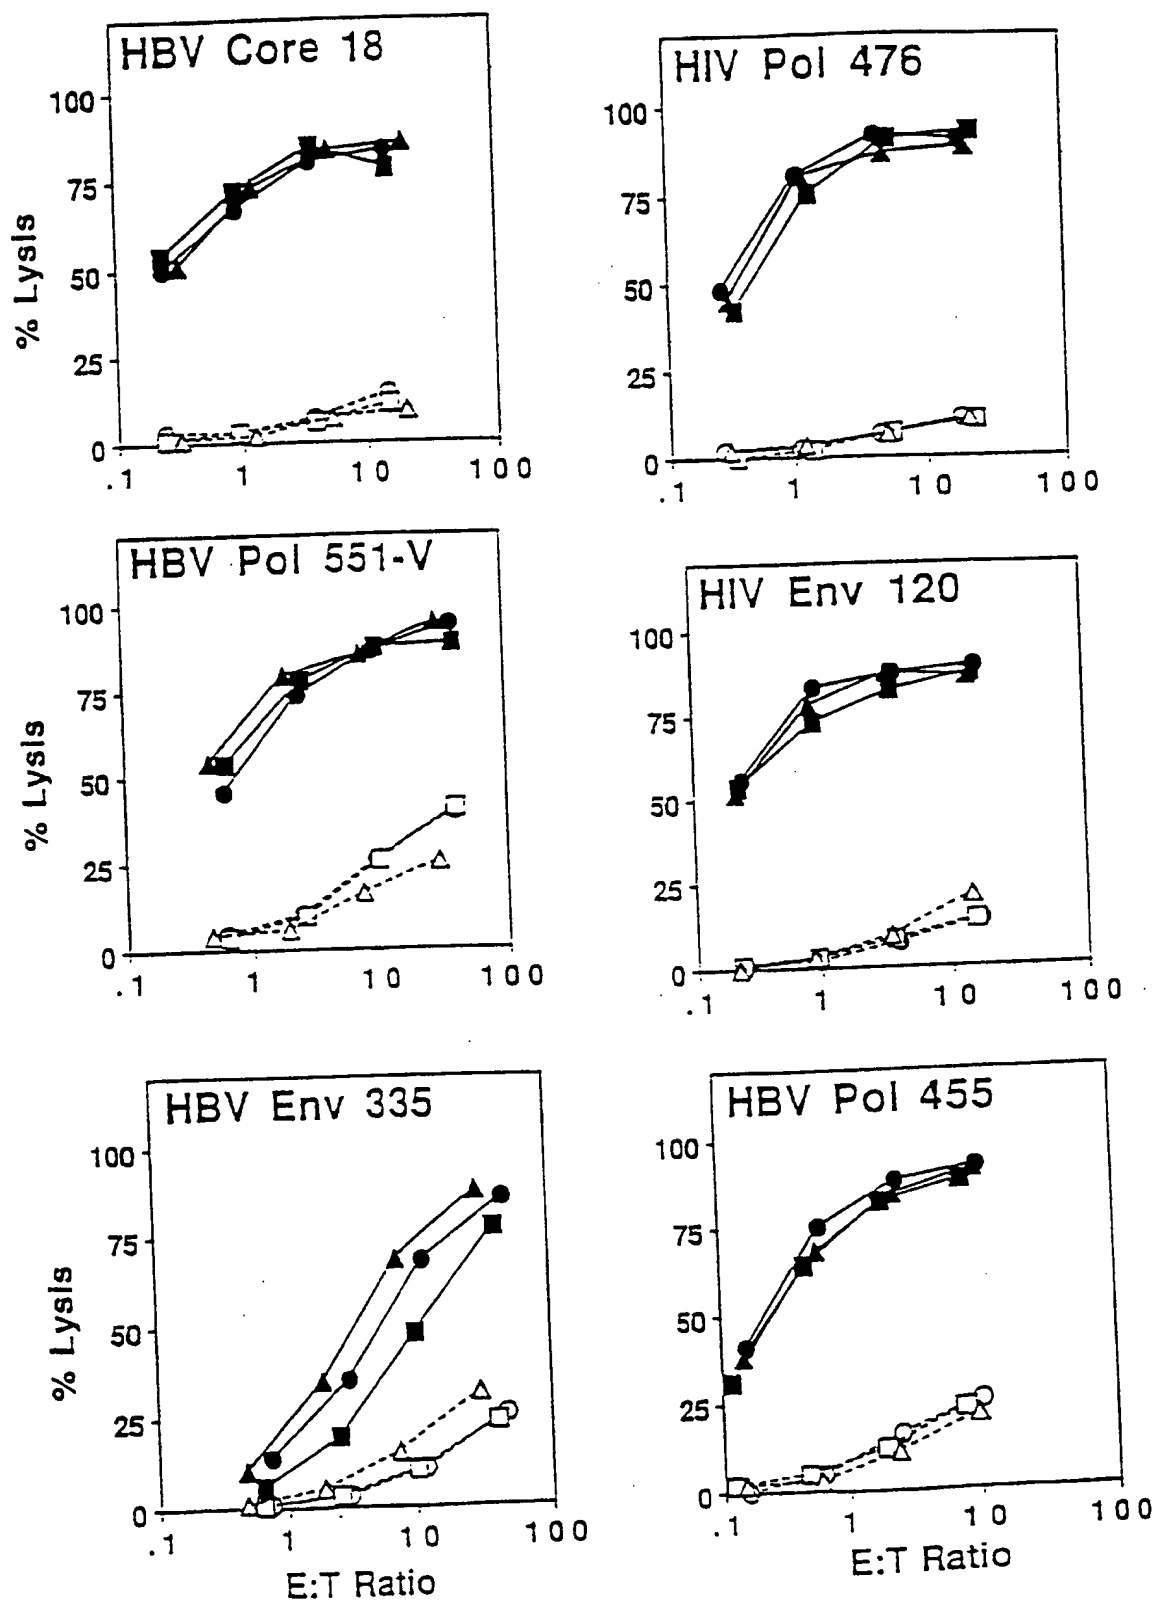 HBV Core 18
% Lysis
100
75
50
25
0
.1 1 10 100
HIV Pol 476
100
75
50
25
0
.1 1 10 100
HBV Pol 551-V
% Lysis
100
75
50
25
0
.1 1 10 100
HIV Env 120
100
75
50
25
0
.1 1 10 100
HBV Env 335
% Lysis
100
75
50
25
0
.1 1 10 100
E:T Ratio
HBV Pol 455
100
75
50
25
0
.1 1 10 100
E:T Ratio